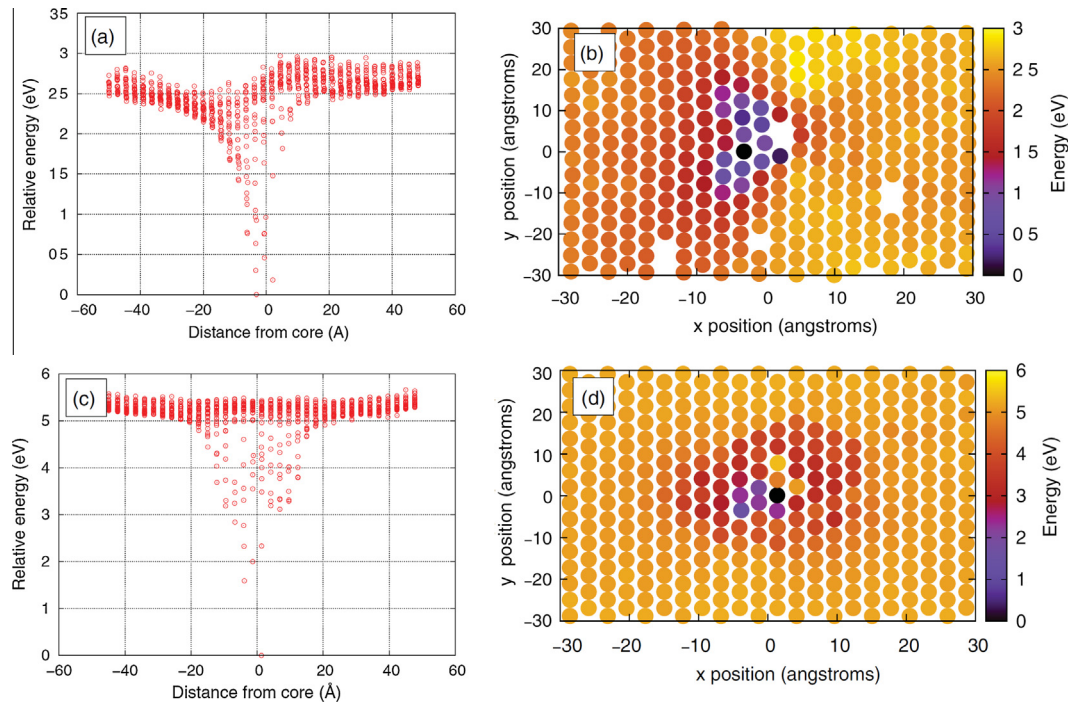 (a)
Relative energy (eV)
35
3
25
2
15
1
05
0
−60 −40 −20 0 20 40 60
Distance from core (A)
(b)
y position (angstroms)
30
20
10
0
-10
-20
-30
-30 -20 -10 0 10 20 30
x position (angstroms)
3
2 5
2
1 5
1
0 5
0
Energy (eV)
(c)
Relative energy (eV)
6
5
4
3
2
1
0
−60 −40 −20 0 20 40 60
Distance from core (Å)
(d)
y position (angstroms)
30
20
10
0
-10
-20
-30
-30 -20 -10 0 10 20 30
x position (angstroms)
6
5
4
3
2
1
0
Energy (eV)